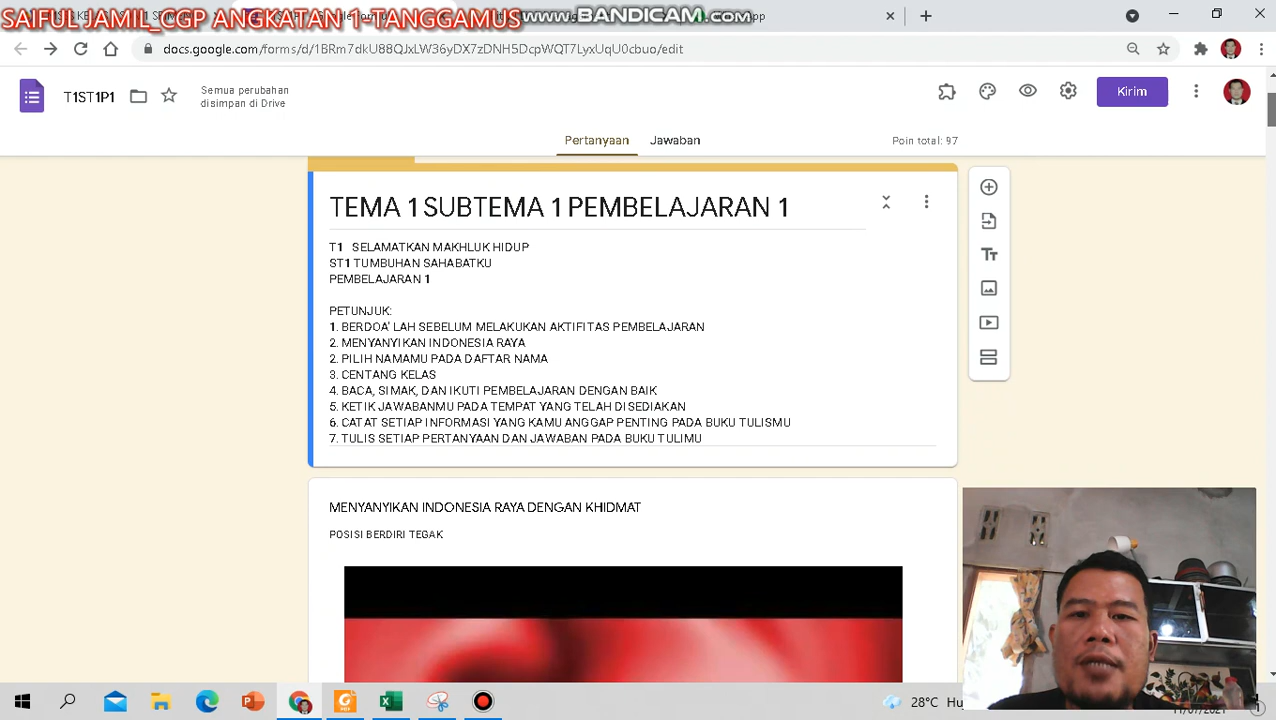 SAIFUL JAMIL_CGP ANGKATAN 1-TANGGAMUS
www.BANDICAM.com
docs.google.com/forms/d/1BRm7dkU88QJxLW36yDX7zDNH5DcpWQT7LyxUqU0cbuo/edit
T1ST1P1
Semua perubahan
disimpan di Drive
Kirim
Pertanyaan
Jawaban
Poin total: 97
TEMA 1 SUBTEMA 1 PEMBELAJARAN 1
T1 SELAMATKAN MAKHLUK HIDUP
ST1 TUMBUHAN SAHABATKU
PEMBELAJARAN 1
PETUNJUK:
1. BERDOA' LAH SEBELUM MELAKUKAN AKTIFITAS PEMBELAJARAN
2. MENYANYIKAN INDONESIA RAYA
2. PILIH NAMAMU PADA DAFTAR NAMA
3. CENTANG KELAS
4. BACA, SIMAK, DAN IKUTI PEMBELAJARAN DENGAN BAIK
5. KETIK JAWABANMU PADA TEMPAT YANG TELAH DISEDIAKAN
6. CATAT SETIAP INFORMASI YANG KAMU ANGGAP PENTING PADA BUKU TULISMU
7. TULIS SETIAP PERTANYAAN DAN JAWABAN PADA BUKU TULIMU
MENYANYIKAN INDONESIA RAYA DENGAN KHIDMAT
POSISI BERDIRI TEGAK
28°C
11/07/2021